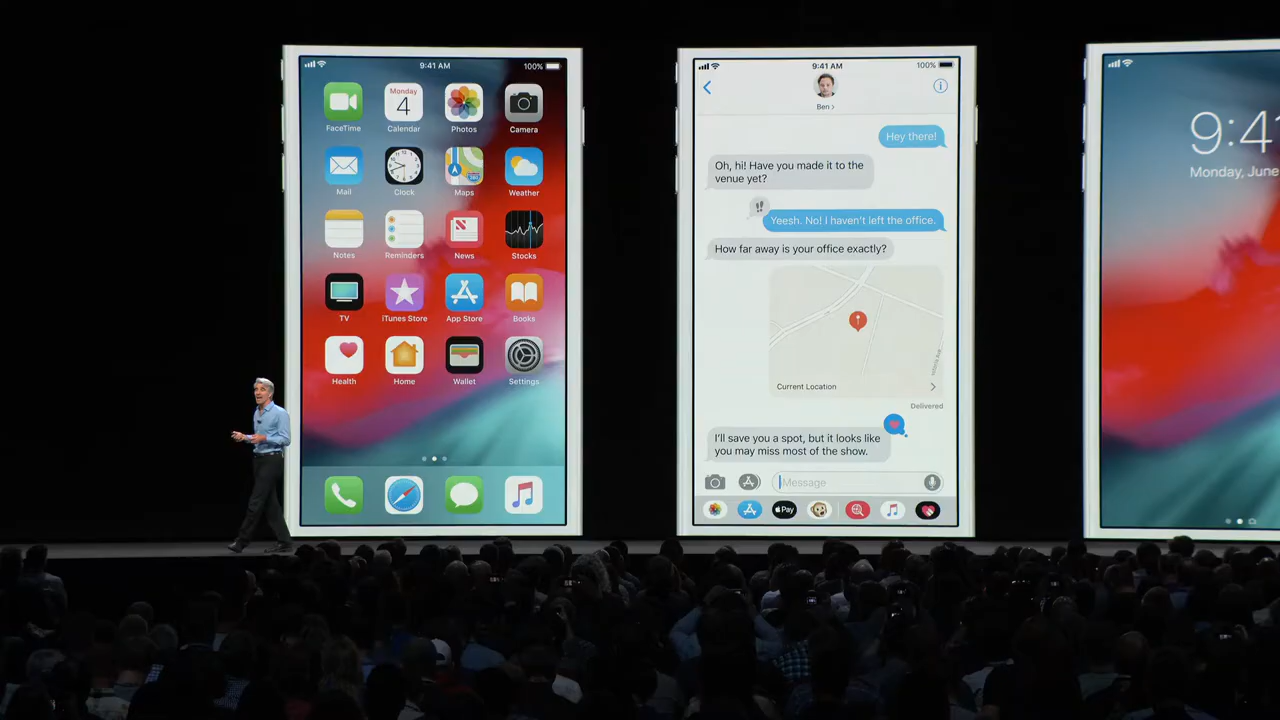 9:41 AM
100%
Monday
4
FaceTime
Calendar
Photos
Camera
Mail
Clock
Maps
Weather
Notes
Reminders
News
Stocks
TV
iTunes Store
App Store
Books
Health
Home
Wallet
Settings
9:41 AM
100%
Ben
Hey there!
Oh, hi! Have you made it to the
venue yet?
Yeesh. No! I haven't left the office.
How far away is your office exactly?
Current Location
Delivered
I'll save you a spot, but it looks like
you may miss most of the show.
Message
Pay
9:41
Monday, June